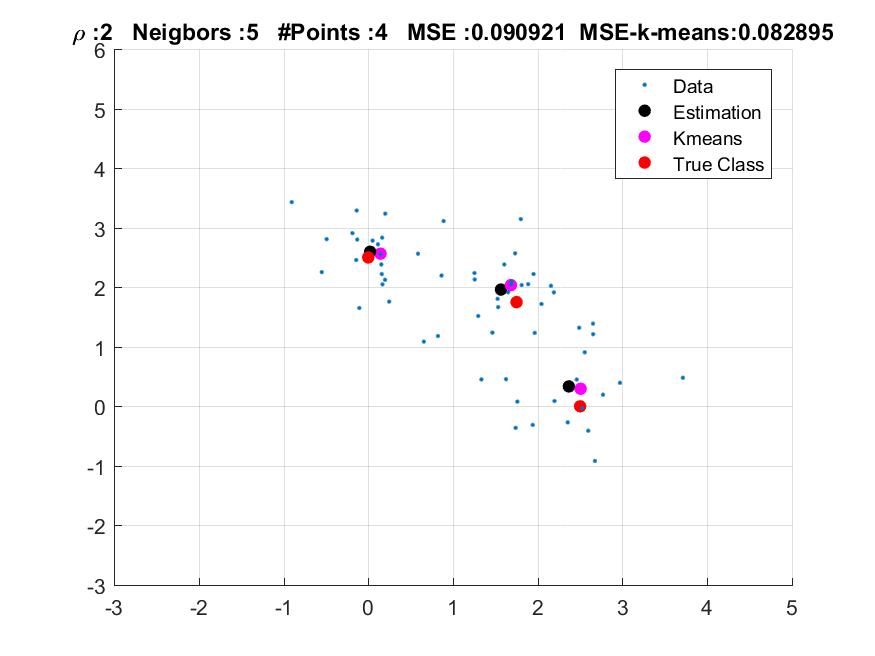 ρ :2 Neigbors :5 #Points :4 MSE :0.090921 MSE-k-means:0.082895
6
5
4
3
2
1
0
-1
-2
-3
-3 -2 -1 0 1 2 3 4 5
Data
Estimation
Kmeans
True Class